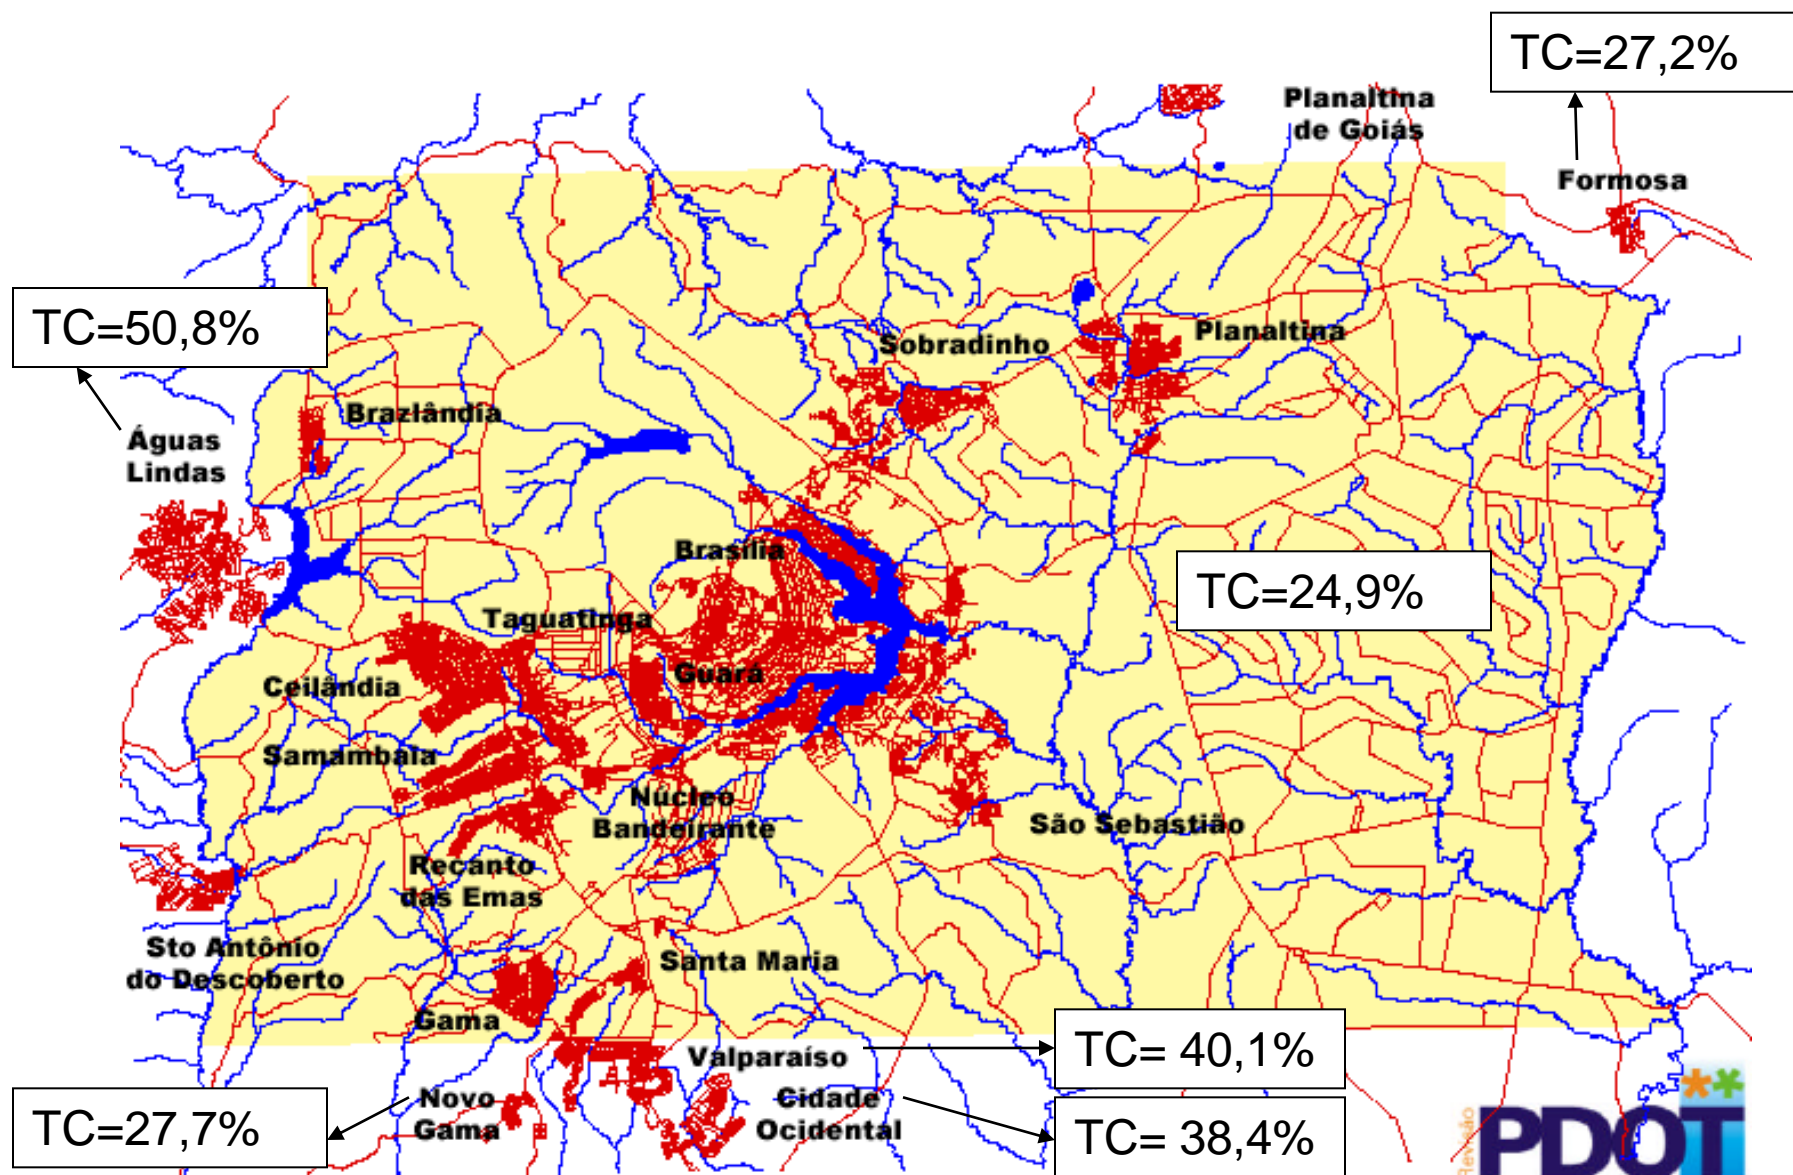 TC=27,2%
Planaltina
de Goiás
Formosa
TC=50,8%
Sobradinho
Planaltina
Brazlândia
Águas
Lindas
Brasília
TC=24,9%
Taguatinga
Guará
Ceilândia
Samambaia
Núcleo
Bandeirante
São Sebastião
Recanto
das Emas
Sto Antônio
do Descoberto
Santa Maria
Gama
Valparaíso
TC= 40,1%
Novo
Gama
Cidade
Ocidental
TC=27,7%
TC= 38,4%
Revisão
PDOT